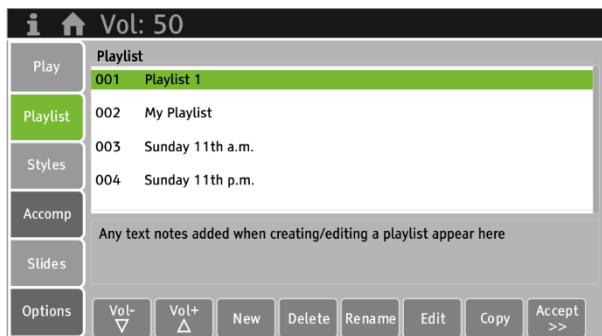 Vol: 50
Play
Playlist
Styles
Accomp
Slides
Options
Playlist
001 Playlist 1
002 My Playlist
003 Sunday 11th a.m.
004 Sunday 11th p.m.
Any text notes added when creating/editing a playlist appear here
Vol- Vol+ New Delete Rename Edit Copy Accept >>